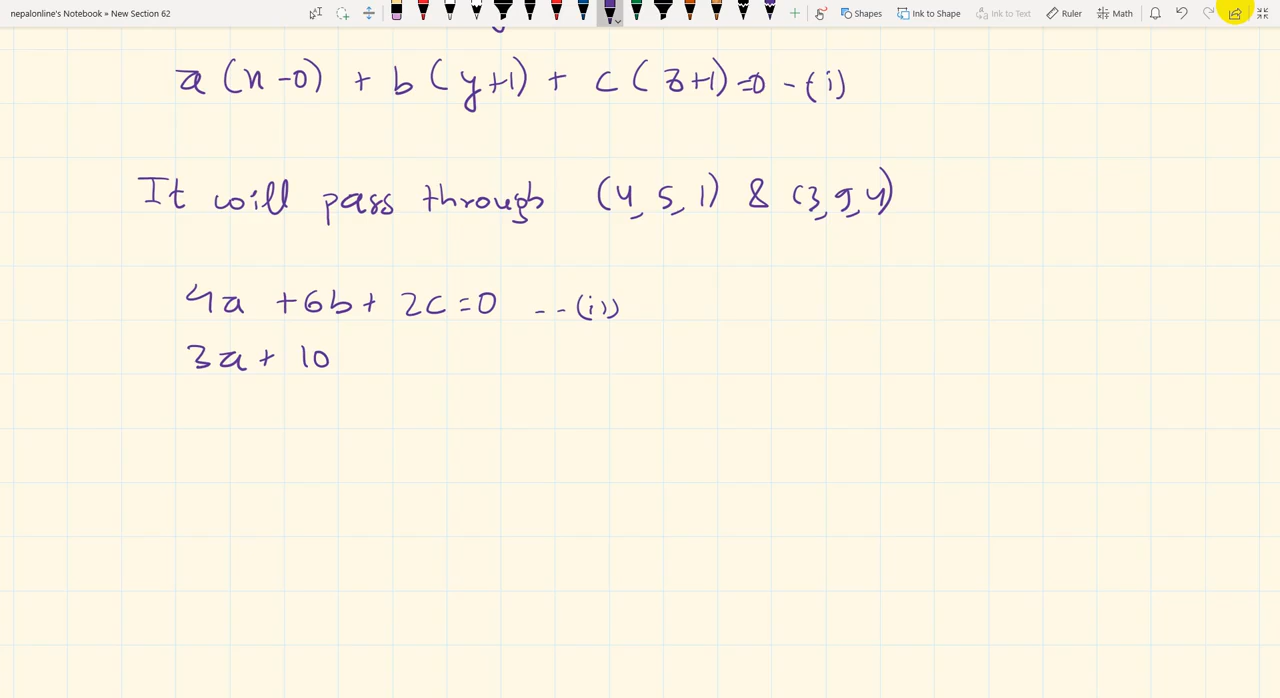 nepalonline's Notebook » New Section 62
Shapes Ink to Shape Ink to Text Ruler Math
a (x-0) + b (y+1) + c (z+1) =0 - (i)
It will pass through (4, 5, 1) & (3, 9, 4)
4a + 6b + 2c = 0 -- (ii)
3a + 10